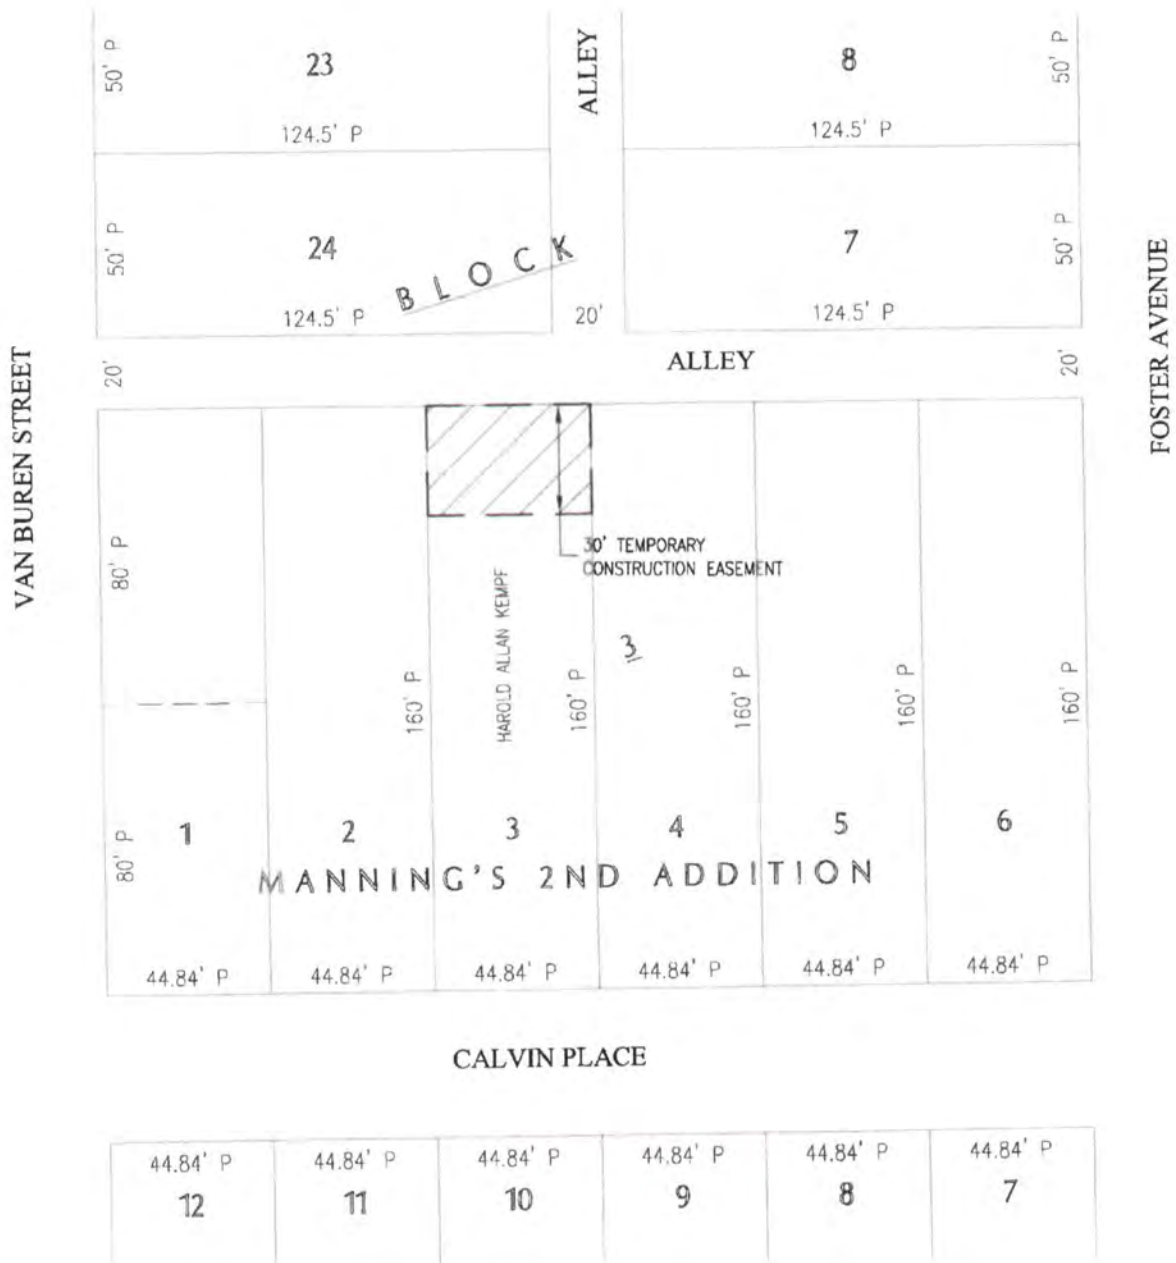 50' P
23
124.5' P
ALLEY
8
50' P
124.5' P
50' P
24
124.5' P
BLOCK
20'
7
50' P
124.5' P
VAN BUREN STREET
FOSTER AVENUE
20'
ALLEY
20'
30' TEMPORARY
CONSTRUCTION EASEMENT
80' P
HAROLD ALLAN KEMPF
3
160' P
160' P
160' P
160' P
160' P
80' P
1
2
3
4
5
6
MANNING'S 2ND ADDITION
44.84' P
44.84' P
44.84' P
44.84' P
44.84' P
44.84' P
CALVIN PLACE
44.84' P
44.84' P
44.84' P
44.84' P
44.84' P
44.84' P
12
11
10
9
8
7